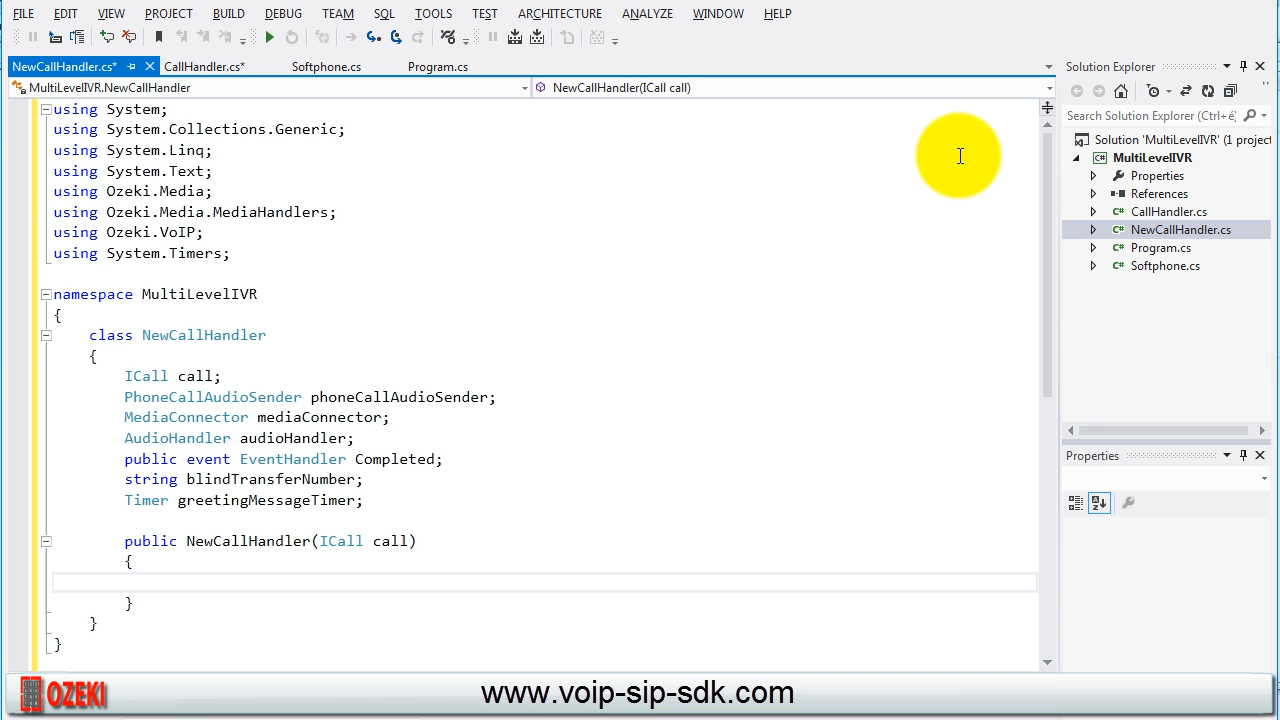 FILE EDIT VIEW PROJECT BUILD DEBUG TEAM SQL TOOLS TEST ARCHITECTURE ANALYZE WINDOW HELP
NewCallHandler.cs* CallHandler.cs* Softphone.cs Program.cs
MultiLevelIVR.NewCallHandler NewCallHandler(ICall call)
using System;
using System.Collections.Generic;
using System.Linq;
using System.Text;
using Ozeki.Media;
using Ozeki.Media.MediaHandlers;
using Ozeki.VoIP;
using System.Timers;
namespace MultiLevelIVR
{
class NewCallHandler
{
ICall call;
PhoneCallAudioSender phoneCallAudioSender;
MediaConnector mediaConnector;
AudioHandler audioHandler;
public event EventHandler Completed;
string blindTransferNumber;
Timer greetingMessageTimer;
public NewCallHandler(ICall call)
{
}
}
}
Solution Explorer
Search Solution Explorer (Ctrl+é)
Solution 'MultiLevelIVR' (1 project
MultiLevelIVR
Properties
References
CallHandler.cs
NewCallHandler.cs
Program.cs
Softphone.cs
Properties
OZEKI
www.voip-sip-sdk.com